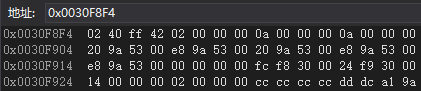 地址: 0x0030F8F4
0x0030F8F4 02 40 ff 42 02 00 00 00 0a 00 00 00 0a 00 00 00
0x0030F904 20 9a 53 00 e8 9a 53 00 20 9a 53 00 e8 9a 53 00
0x0030F914 e8 9a 53 00 00 00 00 00 fc f8 30 00 24 f9 30 00
0x0030F924 14 00 00 00 02 00 00 00 cc cc cc cc dd dc a1 9a